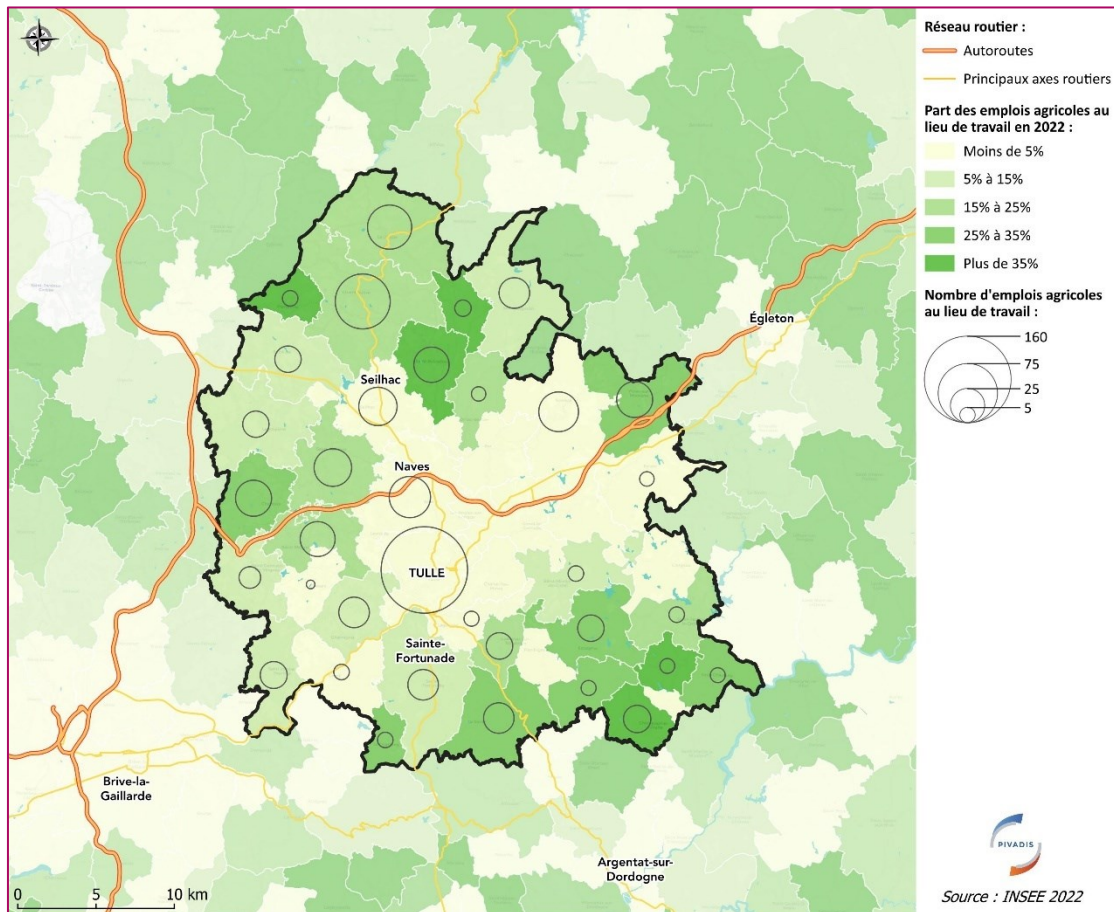 Réseau routier :
Autoroutes
Principaux axes routiers
Part des emplois agricoles au
lieu de travail en 2022 :
Moins de 5%
5% à 15%
15% à 25%
25% à 35%
Plus de 35%
Nombre d'emplois agricoles
au lieu de travail :
160
75
25
5
Égleton
Seilhac
Naves
TULLE
Sainte-
Fortunade
Brive-la-
Gaillarde
Argentat-sur-
Dordogne
0 5 10 km
PIVADIS
Source : INSEE 2022